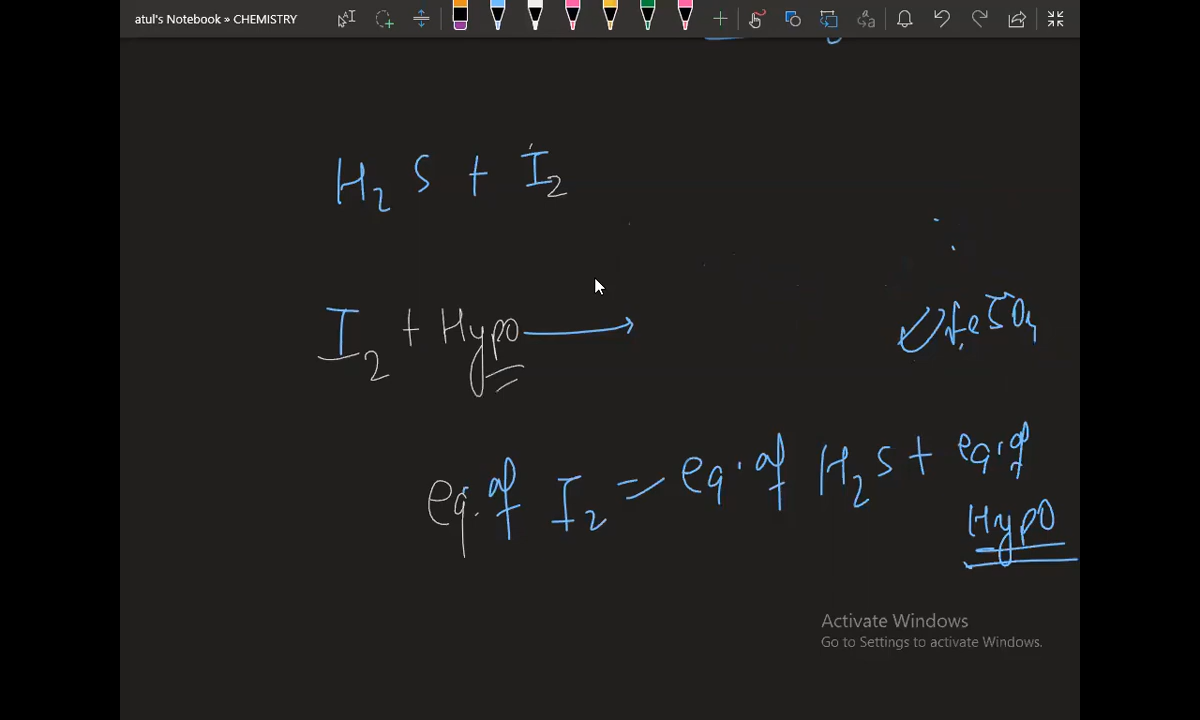 atul's Notebook » CHEMISTRY
H₂S + I₂
I₂ + Hypo →
FeSO₄
eq. of I₂ = eq. of H₂S + eq. of
Hypo
Activate Windows
Go to Settings to activate Windows.